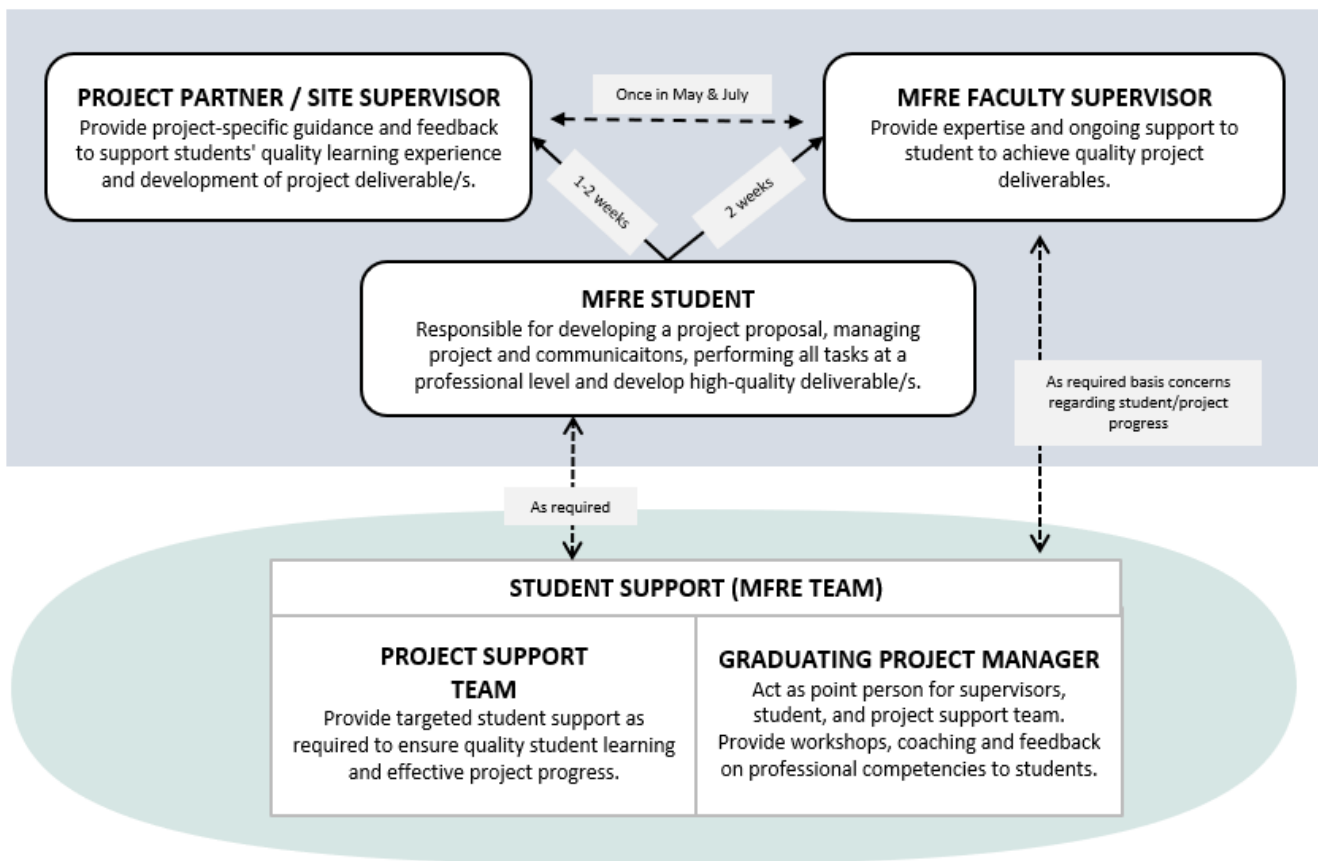 PROJECT PARTNER / SITE SUPERVISOR
Provide project-specific guidance and feedback
to support students' quality learning experience
and development of project deliverable/s.
Once in May & July
MFRE FACULTY SUPERVISOR
Provide expertise and ongoing support to
student to achieve quality project
deliverables.
1-2 weeks
2 weeks
MFRE STUDENT
Responsible for developing a project proposal, managing
project and communicaitons, performing all tasks at a
professional level and develop high-quality deliverable/s.
As required basis concerns
regarding student/project
progress
As required
STUDENT SUPPORT (MFRE TEAM)
PROJECT SUPPORT
TEAM
Provide targeted student support as
required to ensure quality student learning
and effective project progress.
GRADUATING PROJECT MANAGER
Act as point person for supervisors,
student, and project support team.
Provide workshops, coaching and feedback
on professional competencies to students.